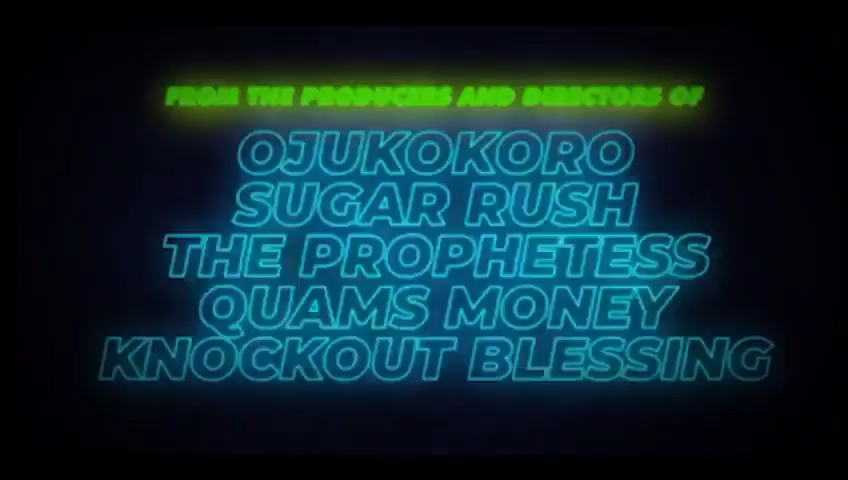 FROM THE PRODUCERS AND DIRECTORS OF
OJUKOKORO
SUGAR RUSH
THE PROPHETESS
QUAMS MONEY
KNOCKOUT BLESSING